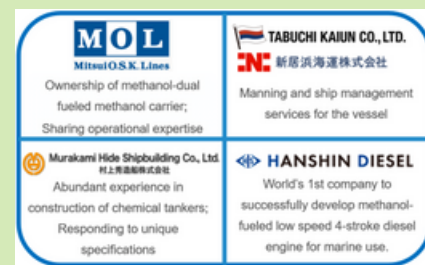 MOL
Mitsui O.S.K. Lines
Ownership of methanol-dual
fueled methanol carrier;
Sharing operational expertise
TABUCHI KAIUN CO., LTD.
新居浜海運株式会社
Manning and ship management
services for the vessel
Murakami Hide Shipbuilding Co., Ltd.
村上秀造船株式会社
Abundant experience in
construction of chemical tankers;
Responding to unique
specifications
HANSHIN DIESEL
World's 1st company to
successfully develop methanol-
fueled low speed 4-stroke diesel
engine for marine use.